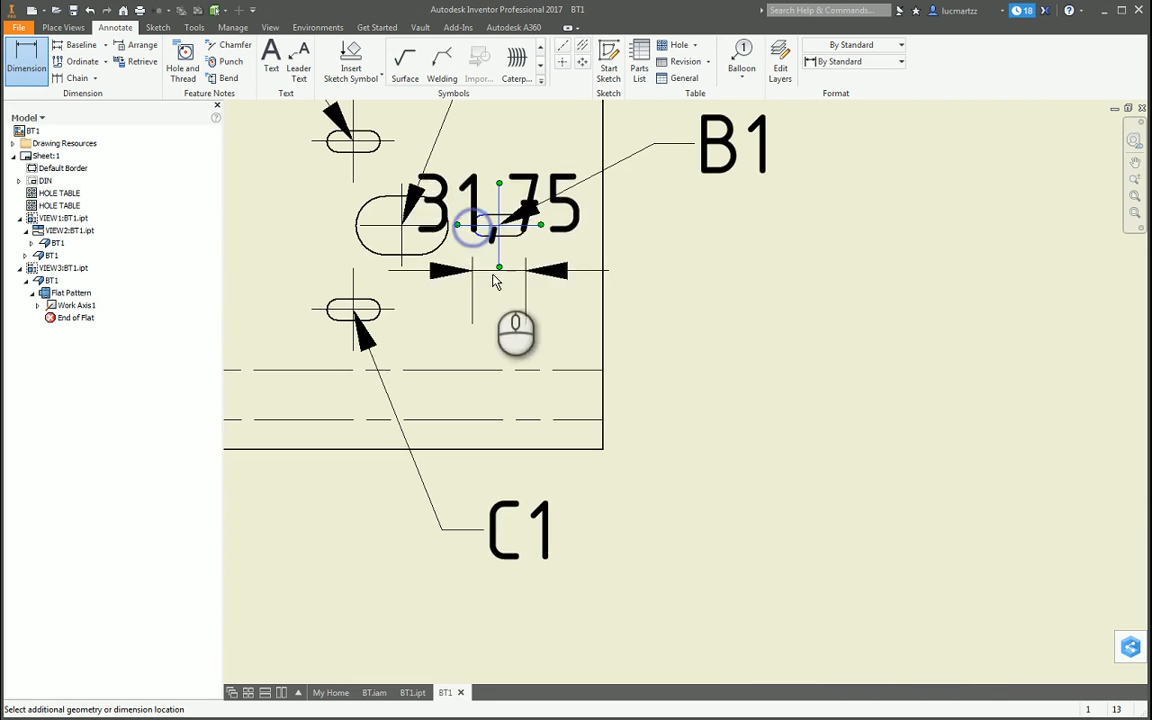 Autodesk Inventor Professional 2017 BT1
Search Help & Commands...
lucmartzz
18
File Place Views Annotate Sketch Tools Manage View Environments Get Started Vault Add-Ins Autodesk A360
Dimension
Baseline
Ordinate
Chain
Arrange
Retrieve
Dimension
Hole and Thread
Chamfer
Punch
Bend
Feature Notes
Text
Leader Text
Text
Insert Sketch Symbol
Surface
Welding
Impor...
Caterp...
Symbols
Start Sketch
Sketch
Parts List
Hole
Revision
General
Table
Balloon
Edit Layers
By Standard
By Standard
Format
Model
BT1
Drawing Resources
Sheet:1
Default Border
DIN
HOLE TABLE
HOLE TABLE
VIEW1:BT1.ipt
VIEW2:BT1.ipt
BT1
BT1
VIEW3:BT1.ipt
BT1
Flat Pattern
Work Axis1
End of Flat
B1
31,75
0
C1
My Home BT.iam BT1.ipt BT1
Select additional geometry or dimension location
1 13